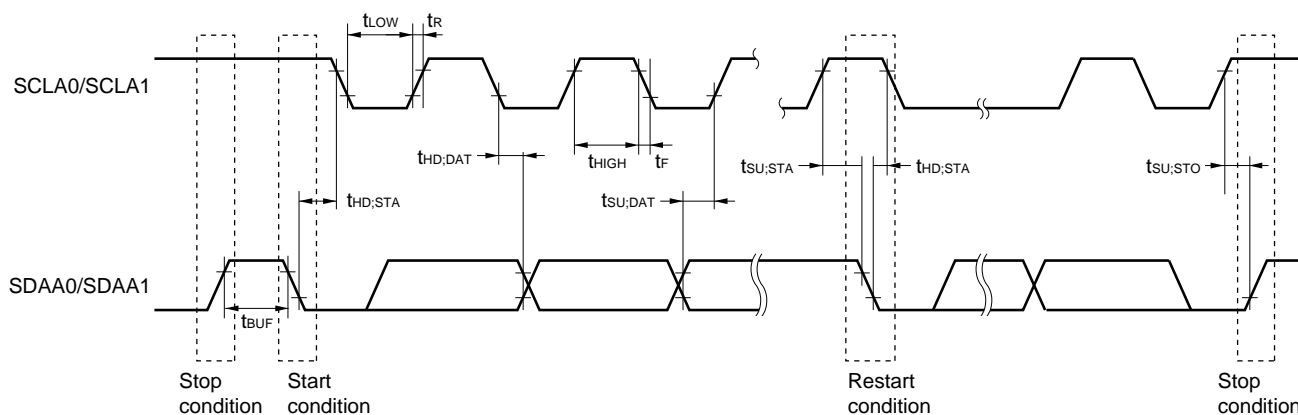 tLOW tR
SCLA0/SCLA1
tHD;DAT tHIGH tF tSU;STA tHD;STA tSU;STO
tHD;STA tSU;DAT
SDAA0/SDAA1
tBUF
Stop condition
Start condition
Restart condition
Stop condition